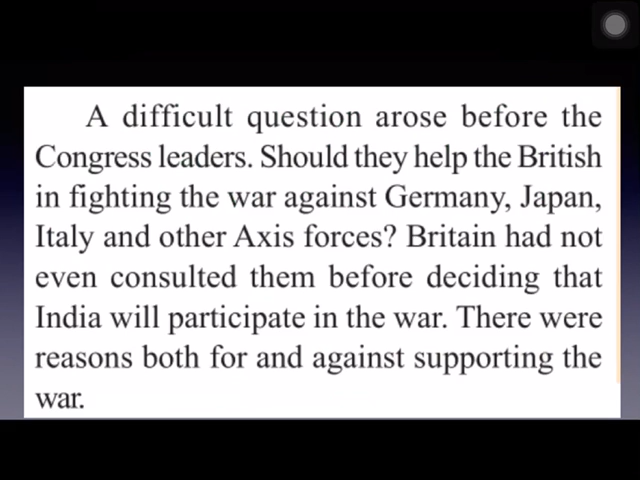 A difficult question arose before the
Congress leaders. Should they help the British
in fighting the war against Germany, Japan,
Italy and other Axis forces? Britain had not
even consulted them before deciding that
India will participate in the war. There were
reasons both for and against supporting the
war.